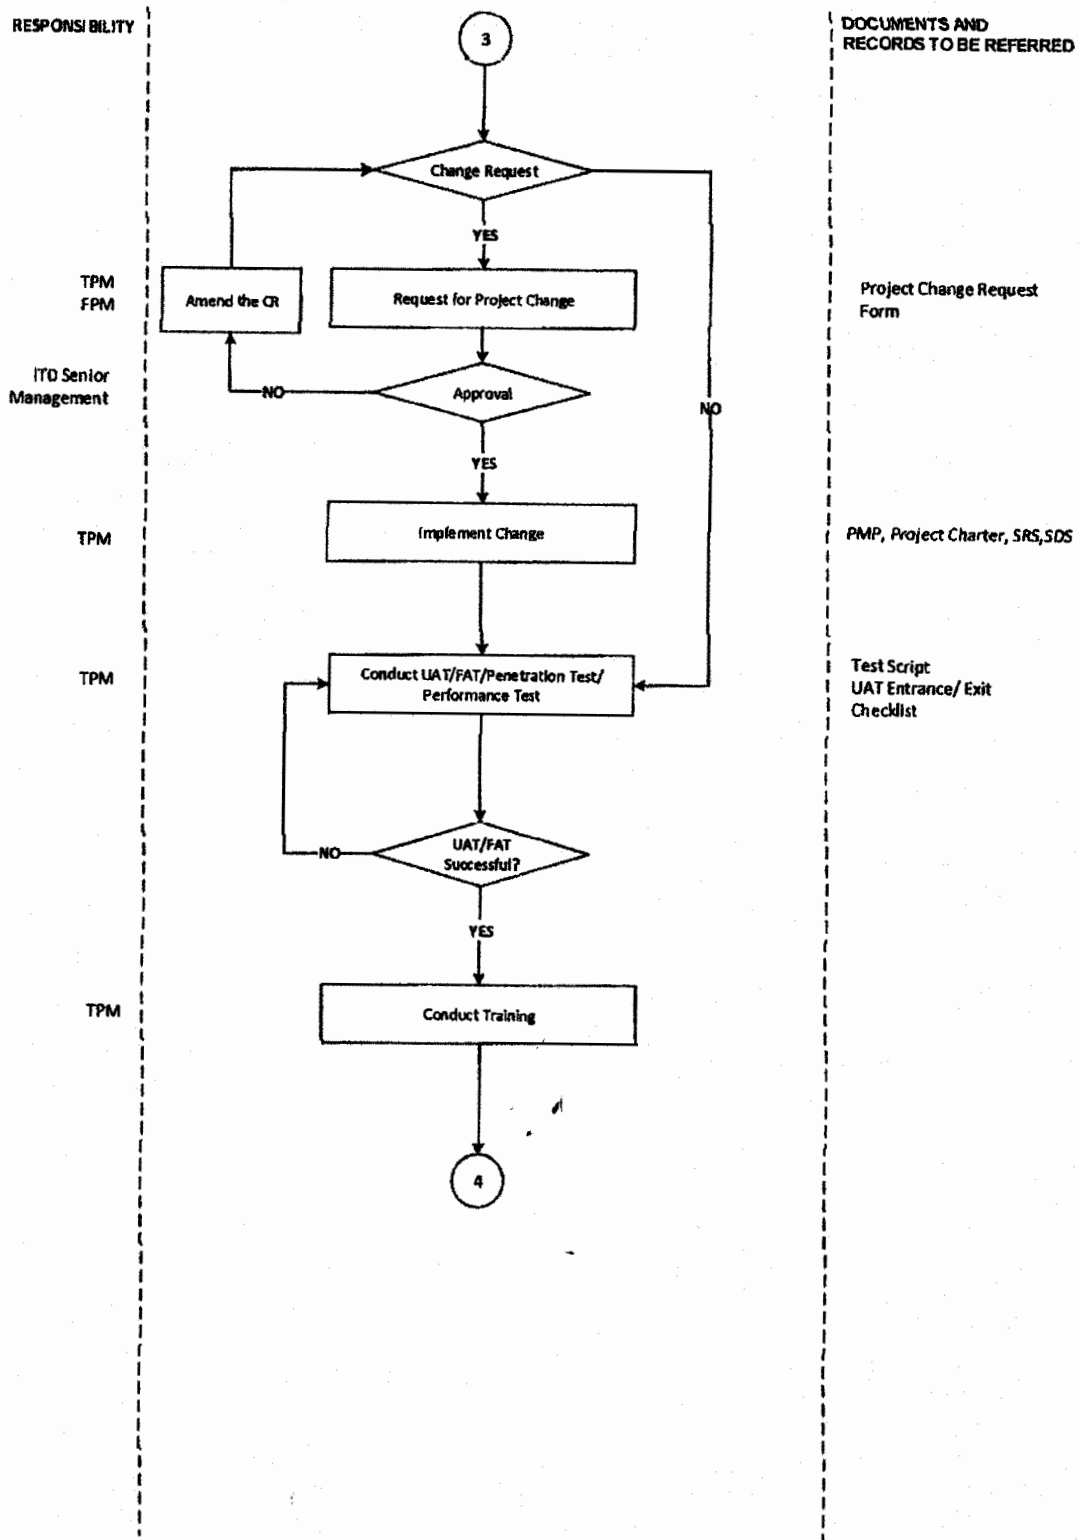 RESPONSIBILITY
DOCUMENTS AND
RECORDS TO BE REFERRED
3
Change Request
YES
TPM
FPM
Amend the CR
Request for Project Change
Project Change Request
Form
ITD Senior
Management
NO
Approval
NO
YES
TPM
Implement Change
PMP, Project Charter, SRS,SDS
TPM
Conduct UAT/FAT/Penetration Test/
Performance Test
Test Script
UAT Entrance/ Exit
Checklist
NO
UAT/FAT
Successful?
YES
TPM
Conduct Training
4